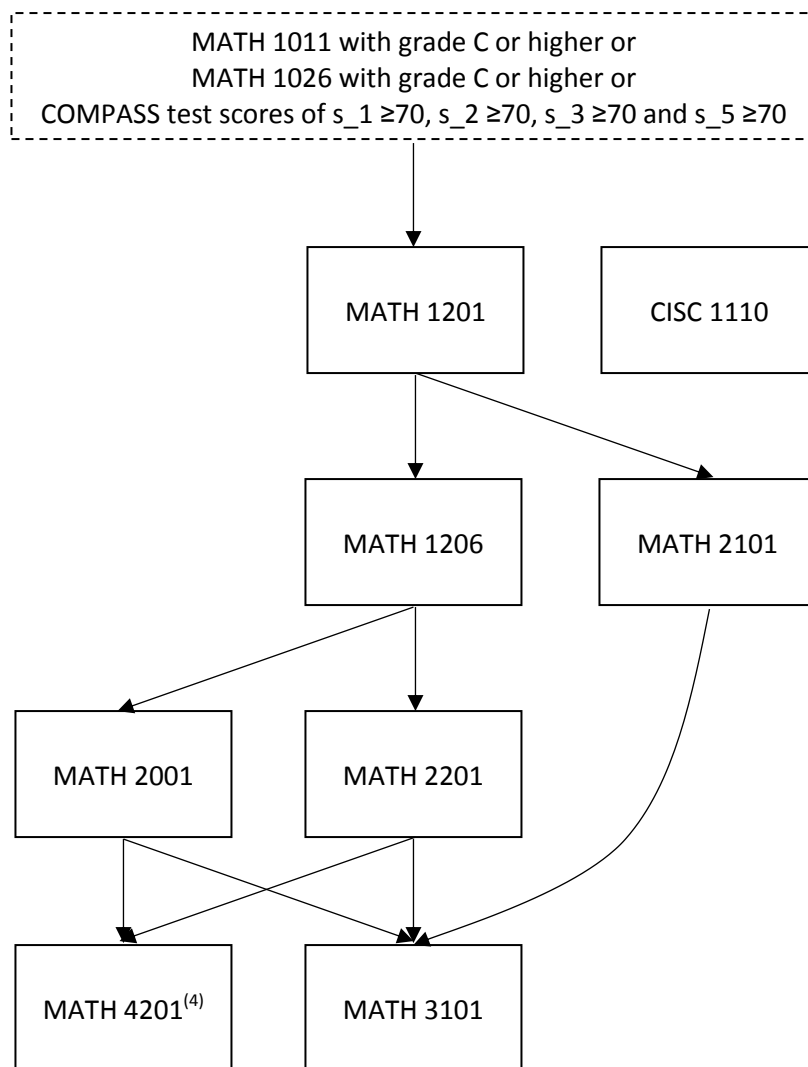 MATH 1011 with grade C or higher or
MATH 1026 with grade C or higher or
COMPASS test scores of s_1 ≥70, s_2 ≥70, s_3 ≥70 and s_5 ≥70
MATH 1201
CISC 1110
MATH 1206
MATH 2101
MATH 2001
MATH 2201
MATH 4201(4)
MATH 3101